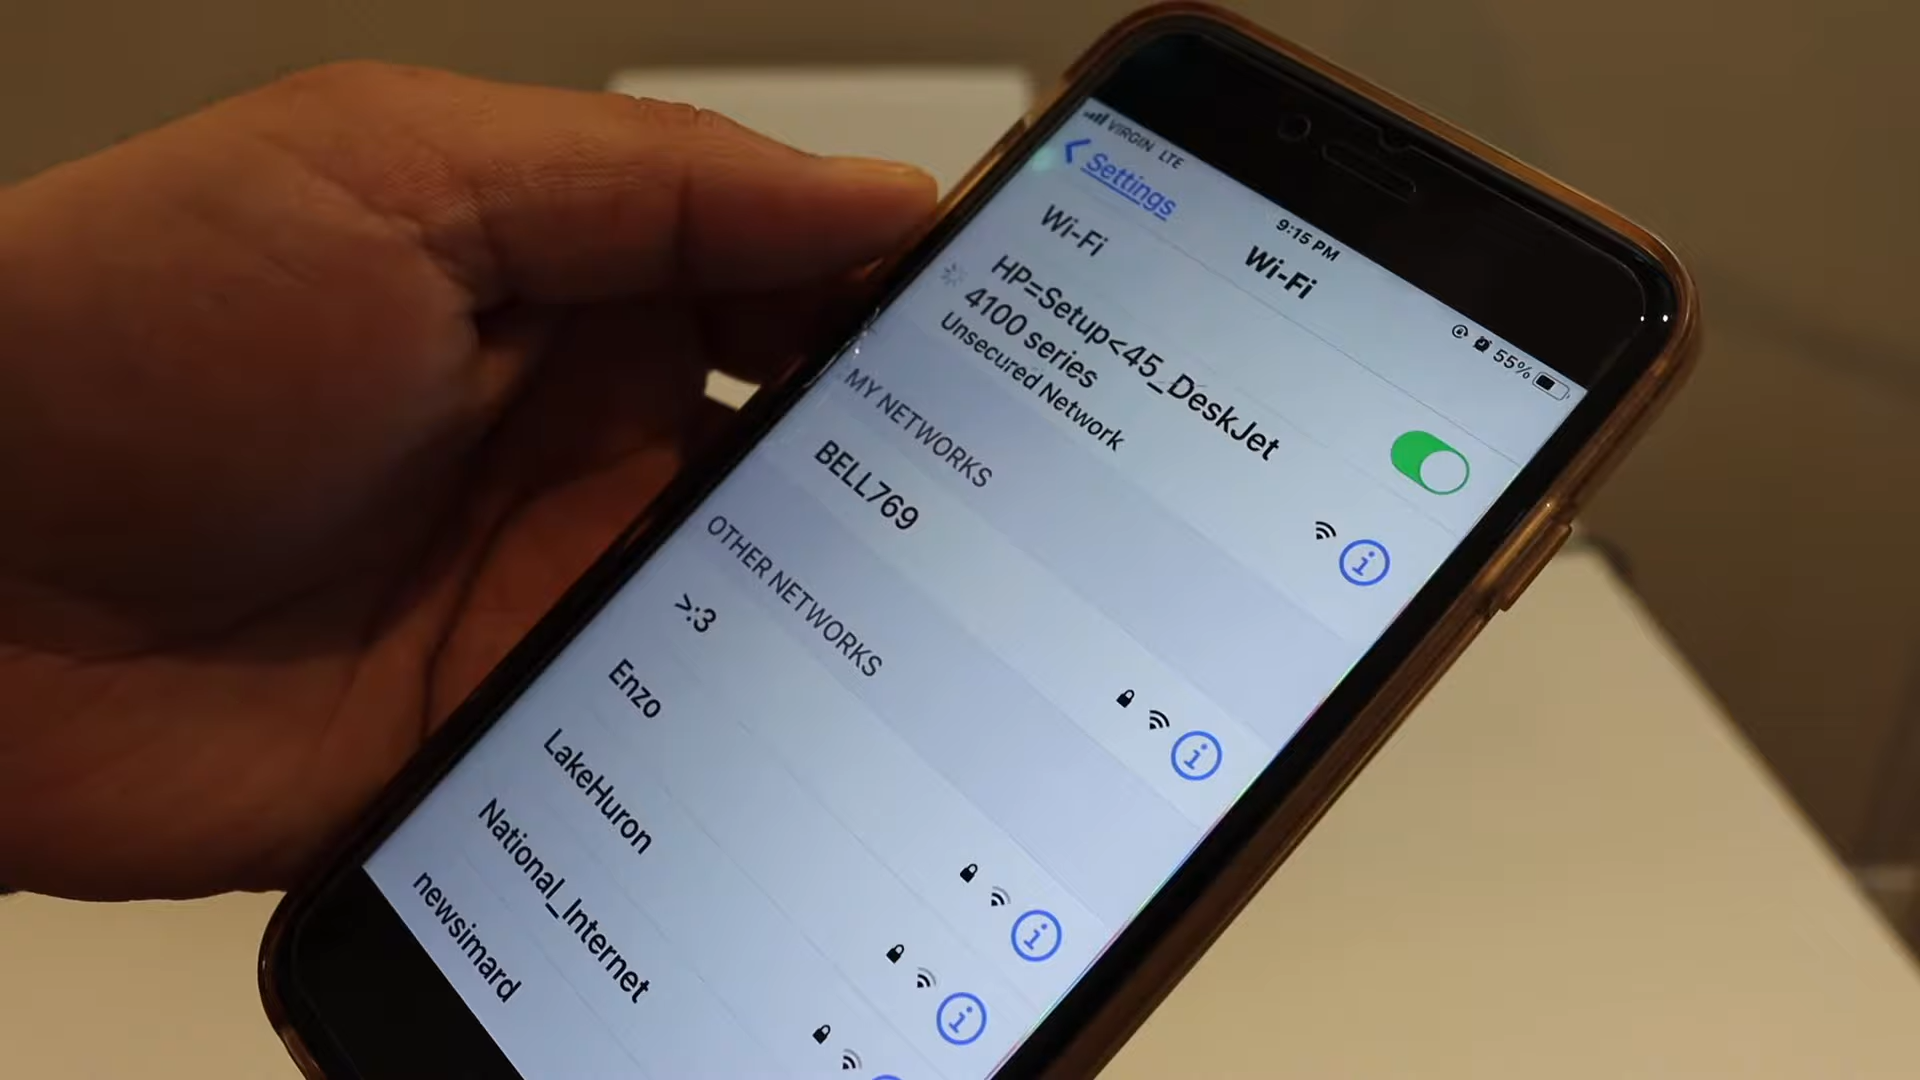 VIRGIN LTE
9:15 PM
55%
Settings
Wi-Fi
Wi-Fi
HP=Setup<45_DeskJet
4100 series
Unsecured Network
MY NETWORKS
BELL769
OTHER NETWORKS
>:3
Enzo
LakeHuron
National_Internet
newsimard